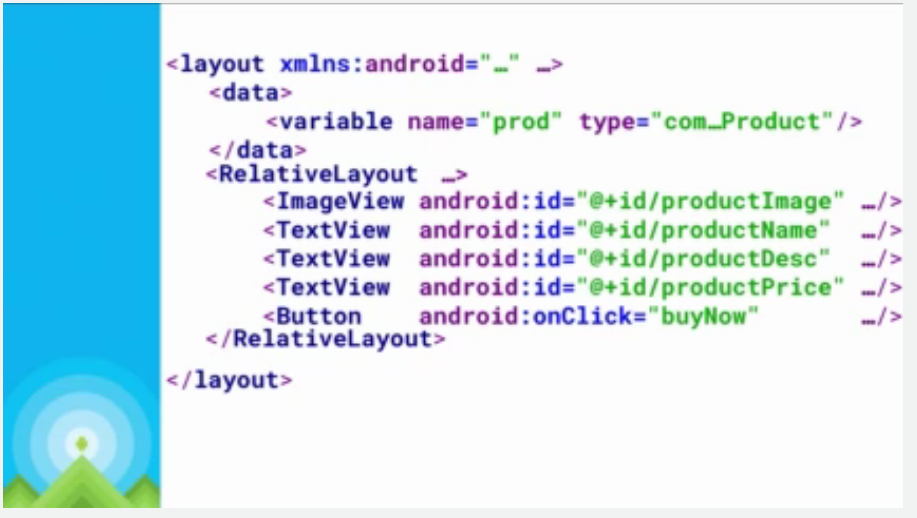 <layout xmlns:android="…" …>
<data>
<variable name="prod" type="com…Product"/>
</data>
<RelativeLayout …>
<ImageView android:id="@+id/productImage" …/>
<TextView android:id="@+id/productName" …/>
<TextView android:id="@+id/productDesc" …/>
<TextView android:id="@+id/productPrice" …/>
<Button android:onClick="buyNow" …/>
</RelativeLayout>
</layout>